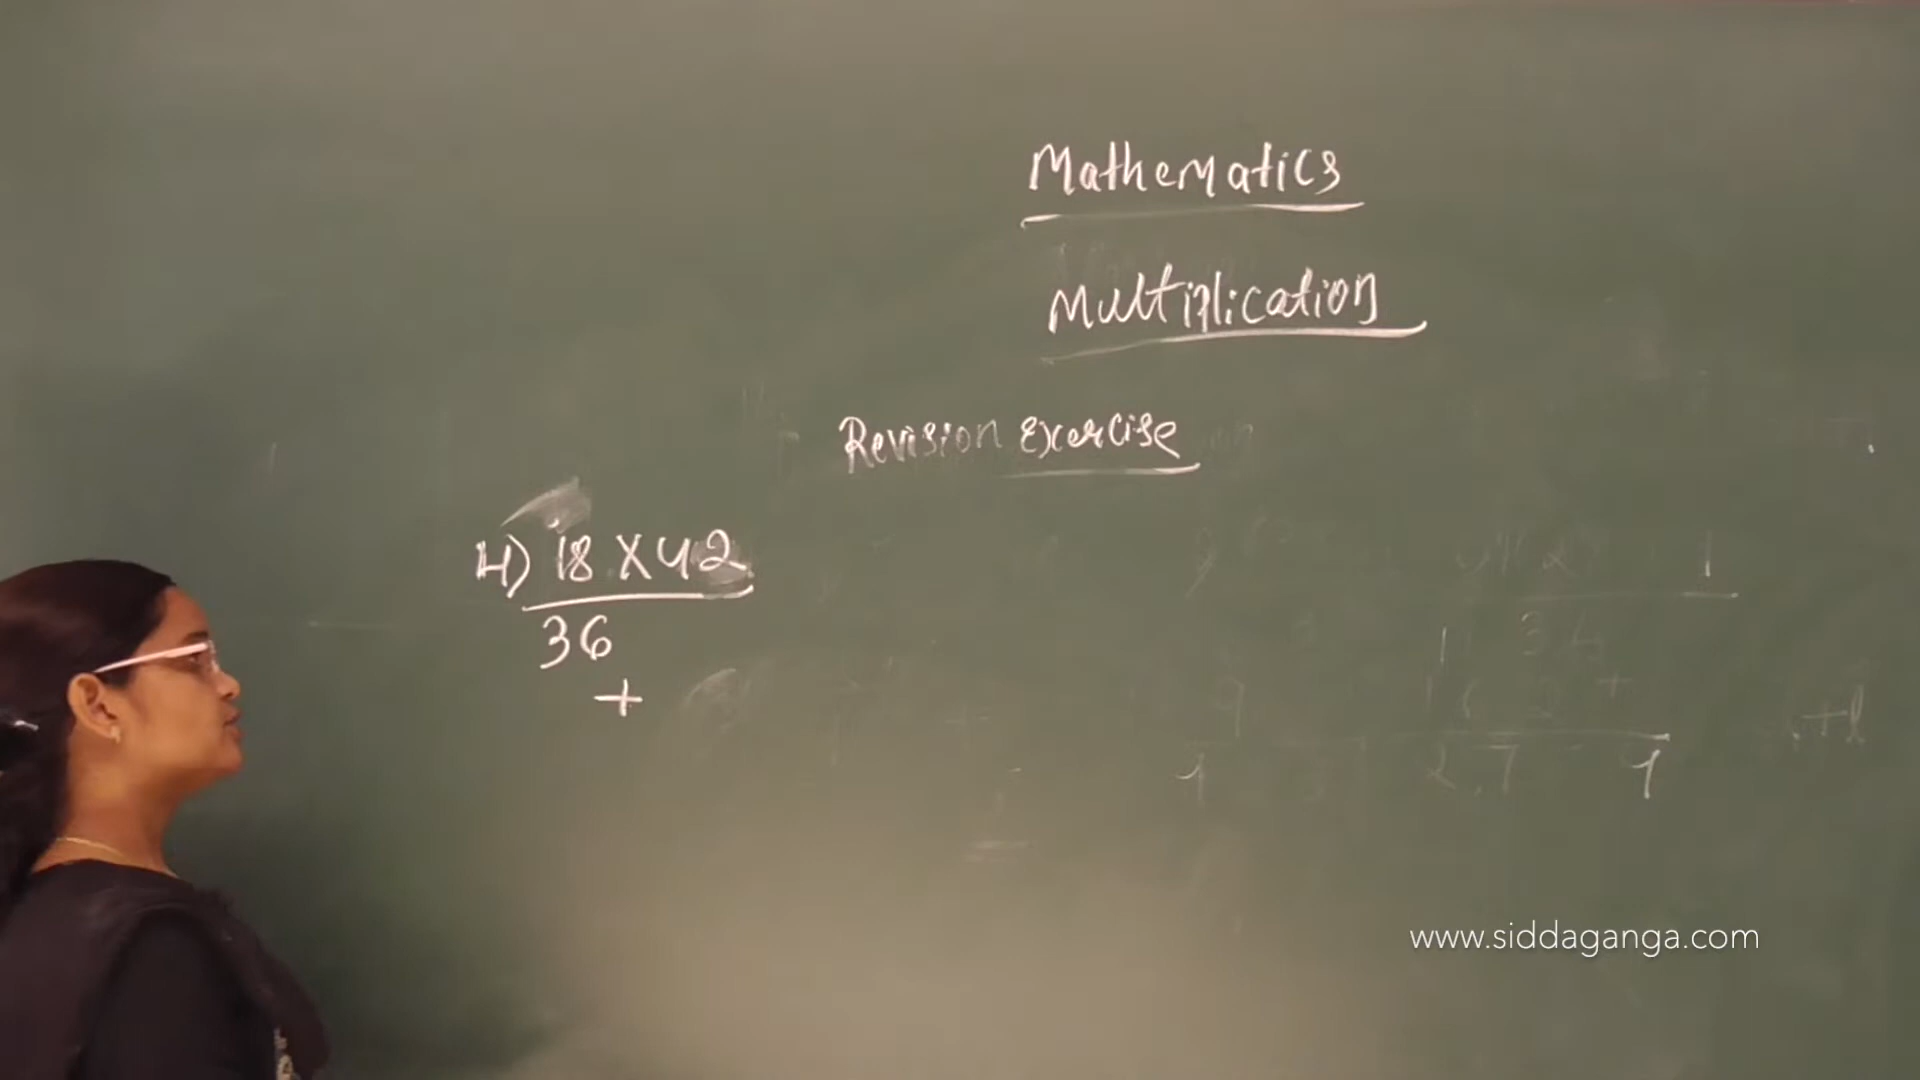 Mathematics
Multiplication
Revision Exercise
4) 18 X 42
36
+
www.siddaganga.com